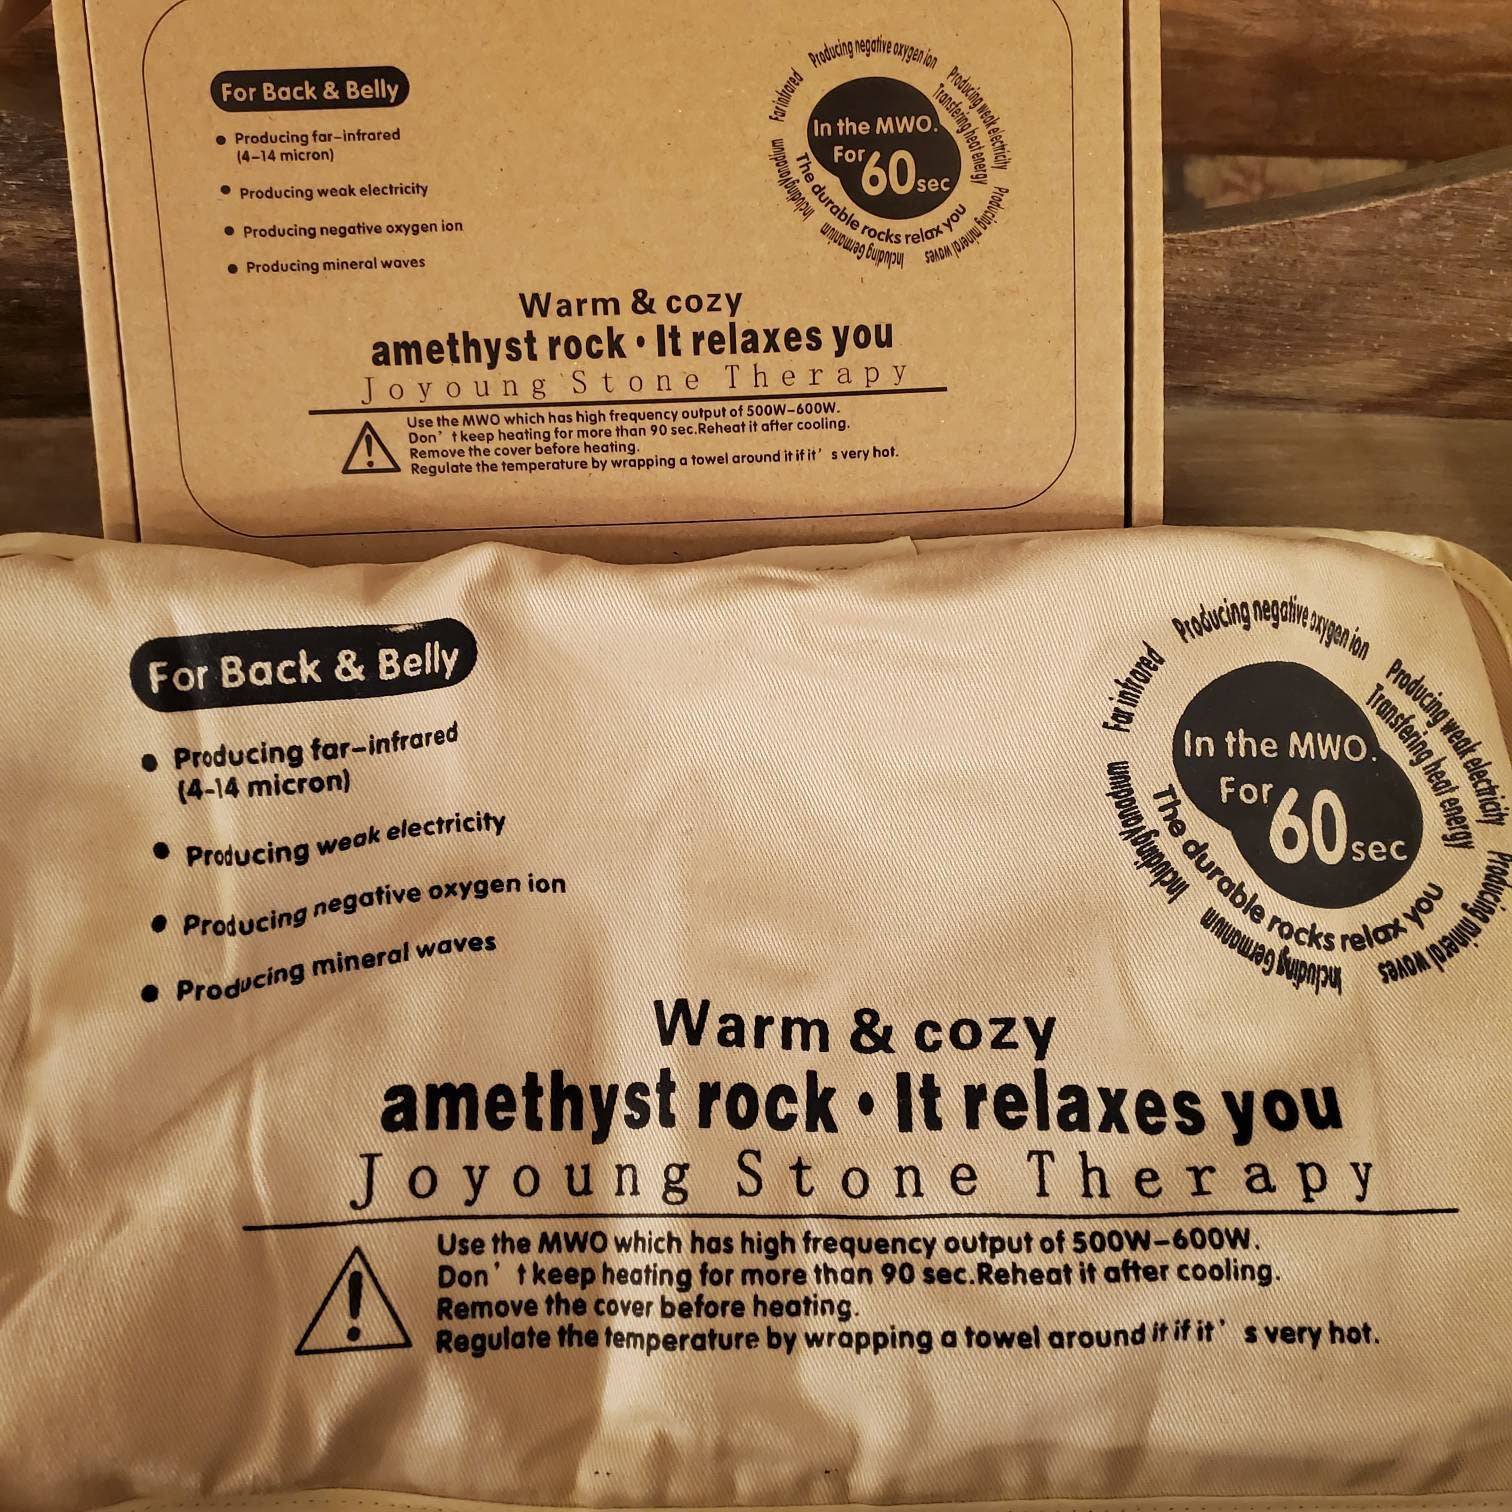 For Back & Belly
• Producing far-infrared
(4-14 micron)
• Producing weak electricity
• Producing negative oxygen ion
• Producing mineral waves
Far infrared
Producing negative oxygen ion
Producing weak electricity
Transfering heat energy
Producing mineral waves
Including Germanium
Including Vanadium
The durable rocks relax you
In the MWO.
For 60 sec
Warm & cozy
amethyst rock • It relaxes you
Joyoung Stone Therapy
Use the MWO which has high frequency output of 500W-600W.
Don't keep heating for more than 90 sec.Reheat it after cooling.
Remove the cover before heating.
Regulate the temperature by wrapping a towel around it if it's very hot.
For Back & Belly
• Producing far-infrared
(4-14 micron)
• Producing weak electricity
• Producing negative oxygen ion
• Producing mineral waves
Far infrared
Producing negative oxygen ion
Producing weak electricity
Transfering heat energy
Producing mineral waves
Including Germanium
Including Vanadium
The durable rocks relax you
In the MWO.
For 60 sec
Warm & cozy
amethyst rock • It relaxes you
Joyoung Stone Therapy
Use the MWO which has high frequency output of 500W-600W.
Don't keep heating for more than 90 sec.Reheat it after cooling.
Remove the cover before heating.
Regulate the temperature by wrapping a towel around it if it's very hot.